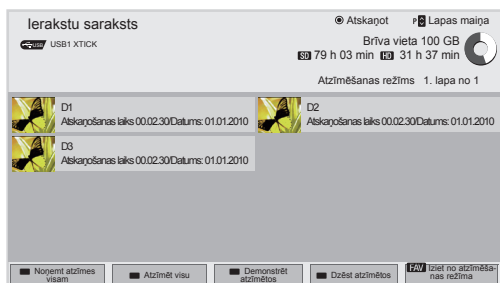 Ierakstu saraksts
USB USB1 XTICK
Atskaņot P Lapas maiņa
Brīva vieta 100 GB
SD 79 h 03 min HD 31 h 37 min
Atzīmēšanas režīms 1. lapa no 1
D1
Atskaņošanas laiks 00.02.30/Datums: 01.01.2010
D2
Atskaņošanas laiks 00.02.30/Datums: 01.01.2010
D3
Atskaņošanas laiks 00.02.30/Datums: 01.01.2010
Noņemt atzīmes
visam
Atzīmēt visu
Demonstrēt
atzīmētos
Dzēst atzīmētos
FAV Iziet no atzīmēša-
nas režīma